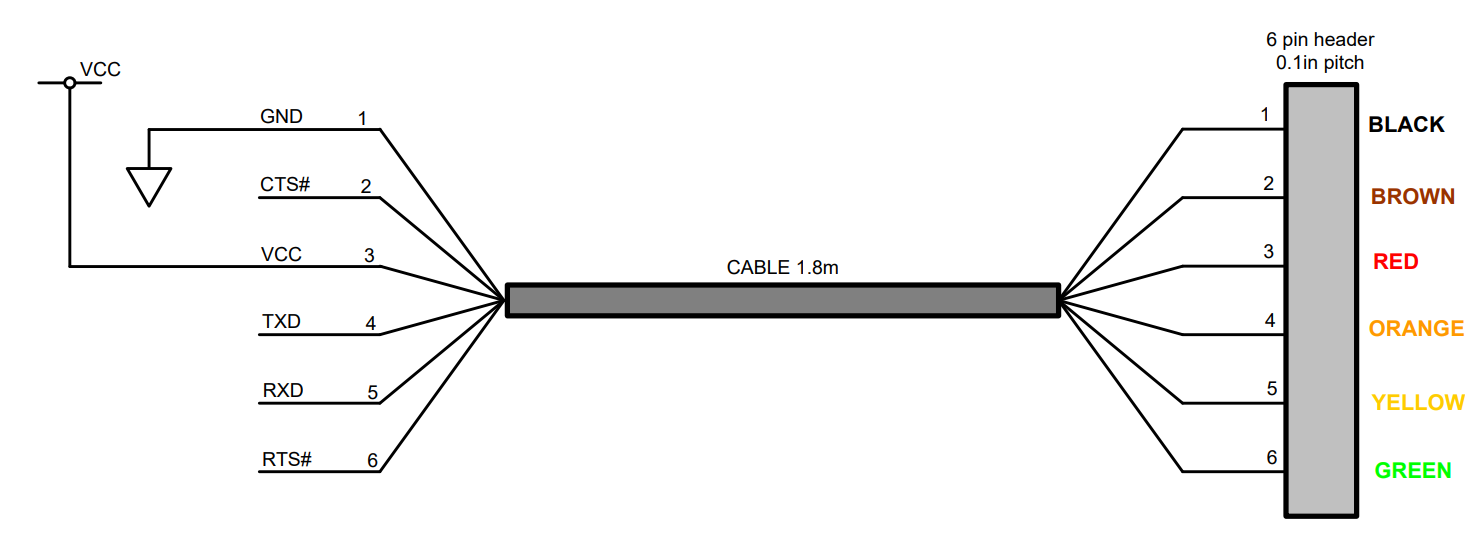 6 pin header
0.1in pitch
VCC
GND 1
1 BLACK
CTS# 2
2 BROWN
VCC 3
3 RED
CABLE 1.8m
TXD 4
4 ORANGE
RXD 5
5 YELLOW
RTS# 6
6 GREEN